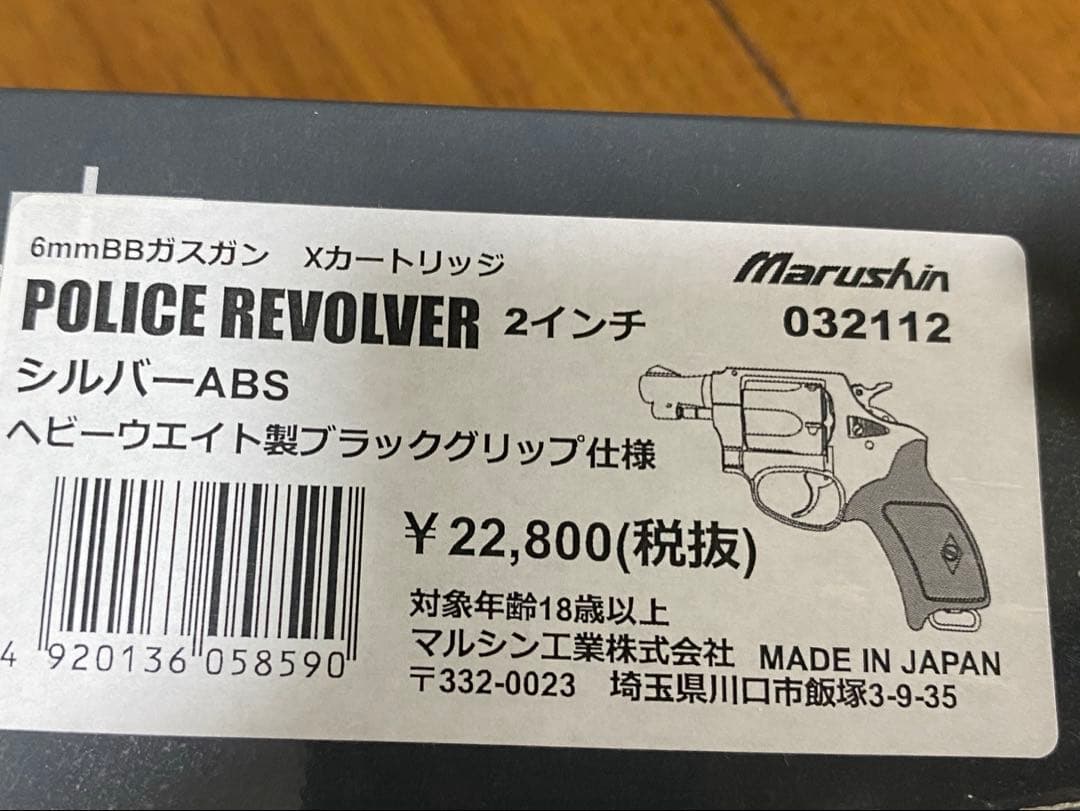 6mmBBガスガン Xカートリッジ
Marushin
POLICE REVOLVER 2インチ
032112
シルバーABS
ヘビーウエイト製ブラックグリップ仕様
¥22,800(税抜)
対象年齢18歳以上
マルシン工業株式会社 MADE IN JAPAN
〒332-0023 埼玉県川口市飯塚3-9-35
4 920136 058590